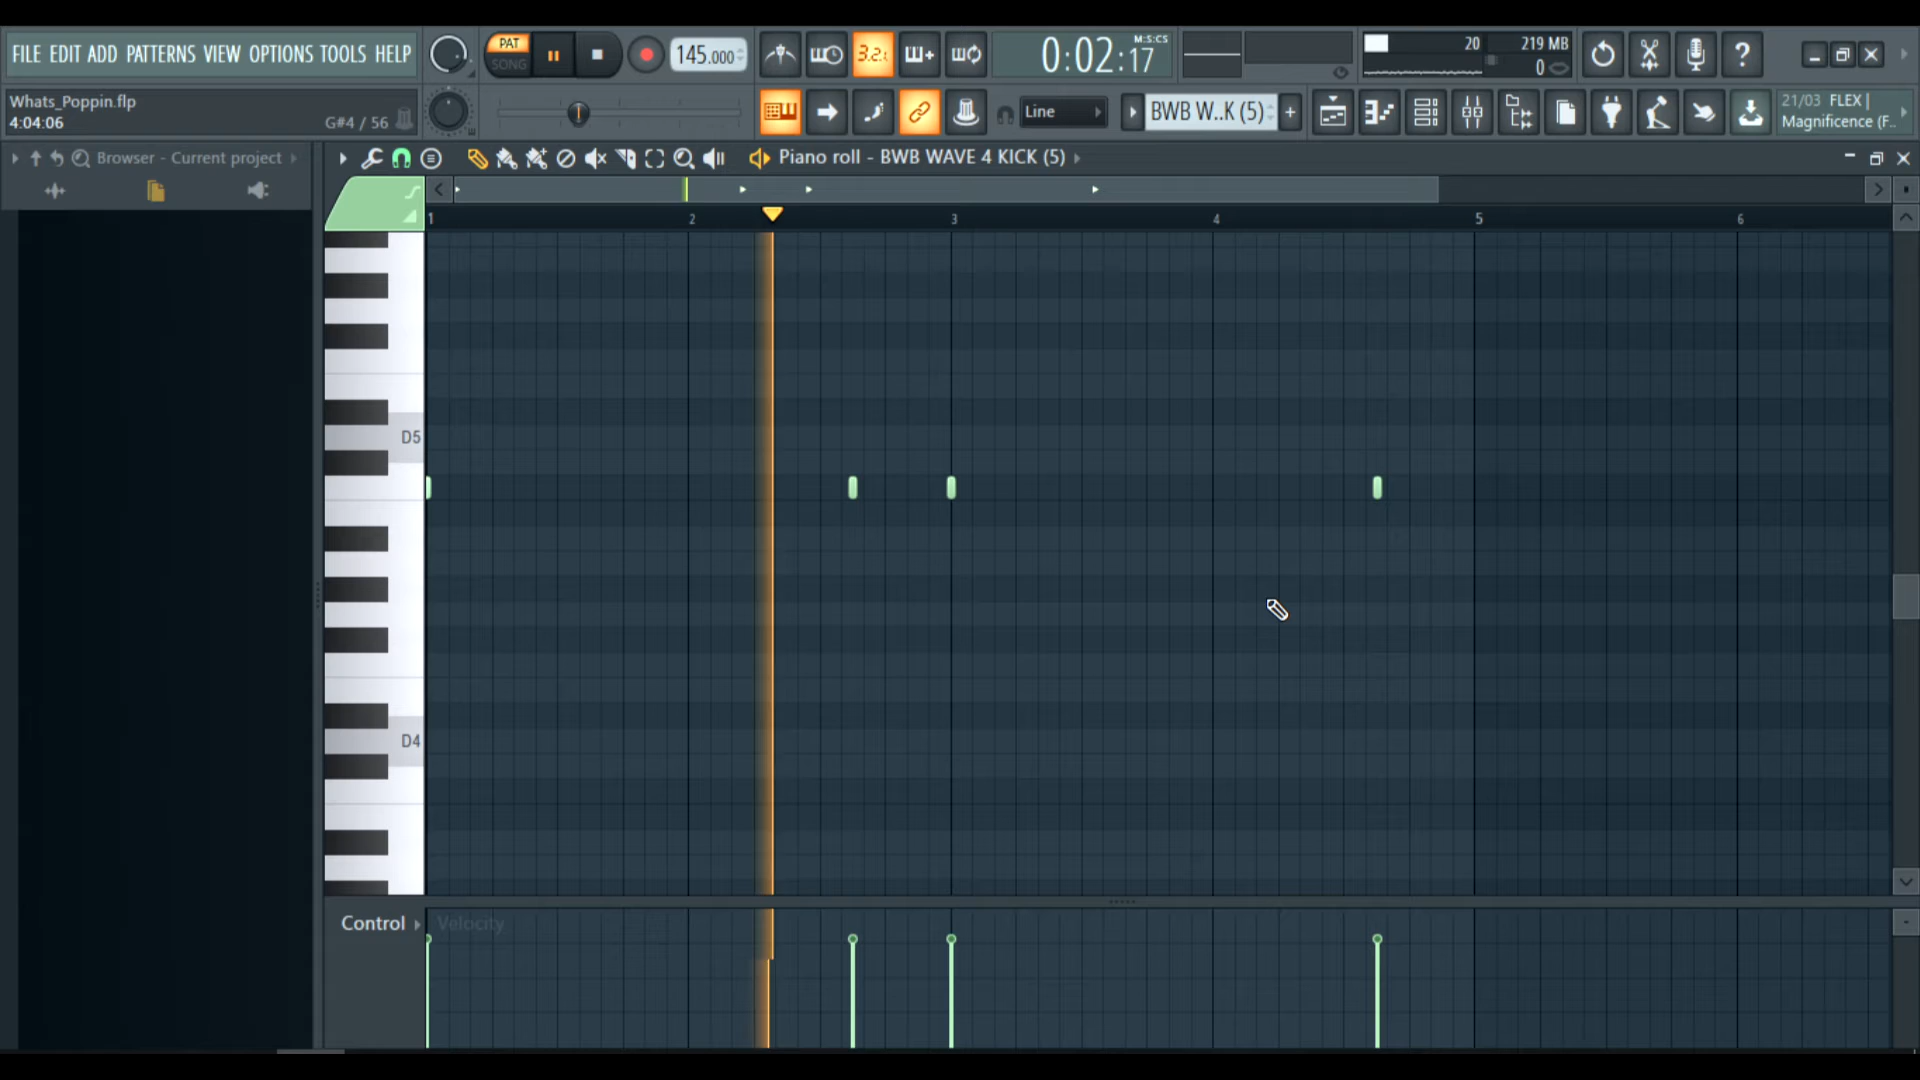 FILE EDIT ADD PATTERNS VIEW OPTIONS TOOLS HELP
PAT
SONG
145.000
3.2.
0:02:17
M:S:CS
20
219 MB
0
?
Whats_Poppin.flp
4:04:06
G#4 / 56
Line
BWB W..K (5)
+
21/03 FLEX |
Magnificence (F..
Browser - Current project
Piano roll - BWB WAVE 4 KICK (5)
1 2 3 4 5 6
D5
D4
Control
Velocity